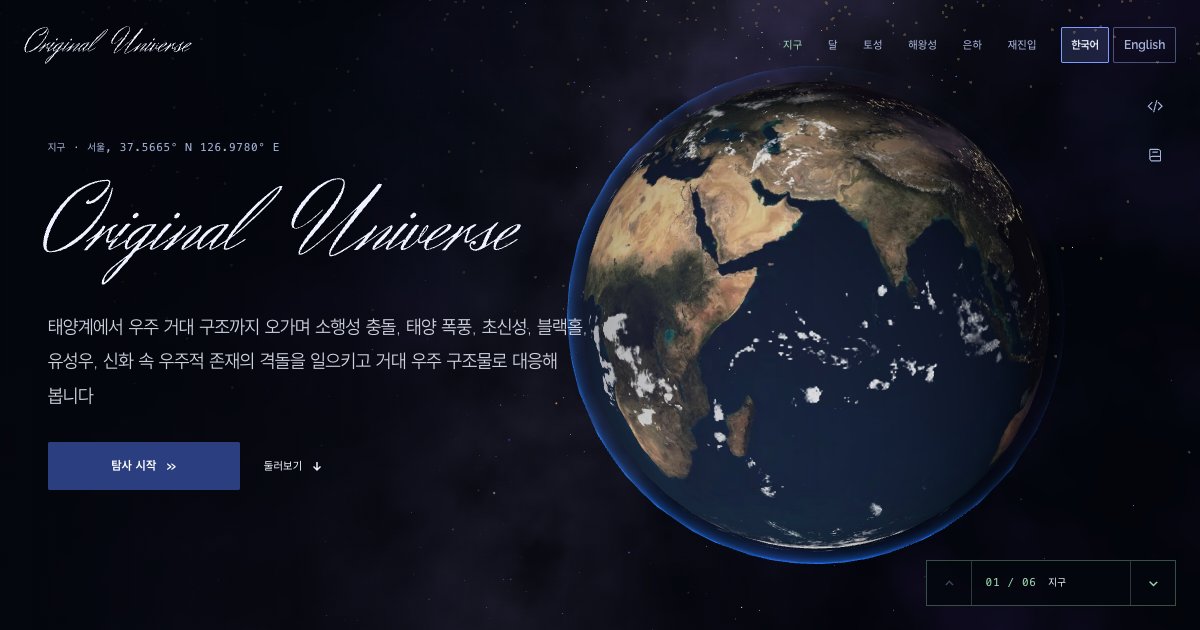 Original Universe
지구
달
토성
해왕성
은하
재진입
한국어
English
지구 · 서울, 37.5665° N 126.9780° E
Original Universe
태양계에서 우주 거대 구조까지 오가며 소행성 충돌, 태양 폭풍, 초신성, 블랙홀,
유성우, 신화 속 우주적 존재의 격돌을 일으키고 거대 우주 구조물로 대응해
봅니다
탐사 시작 »
둘러보기 ↓
01 / 06 지구